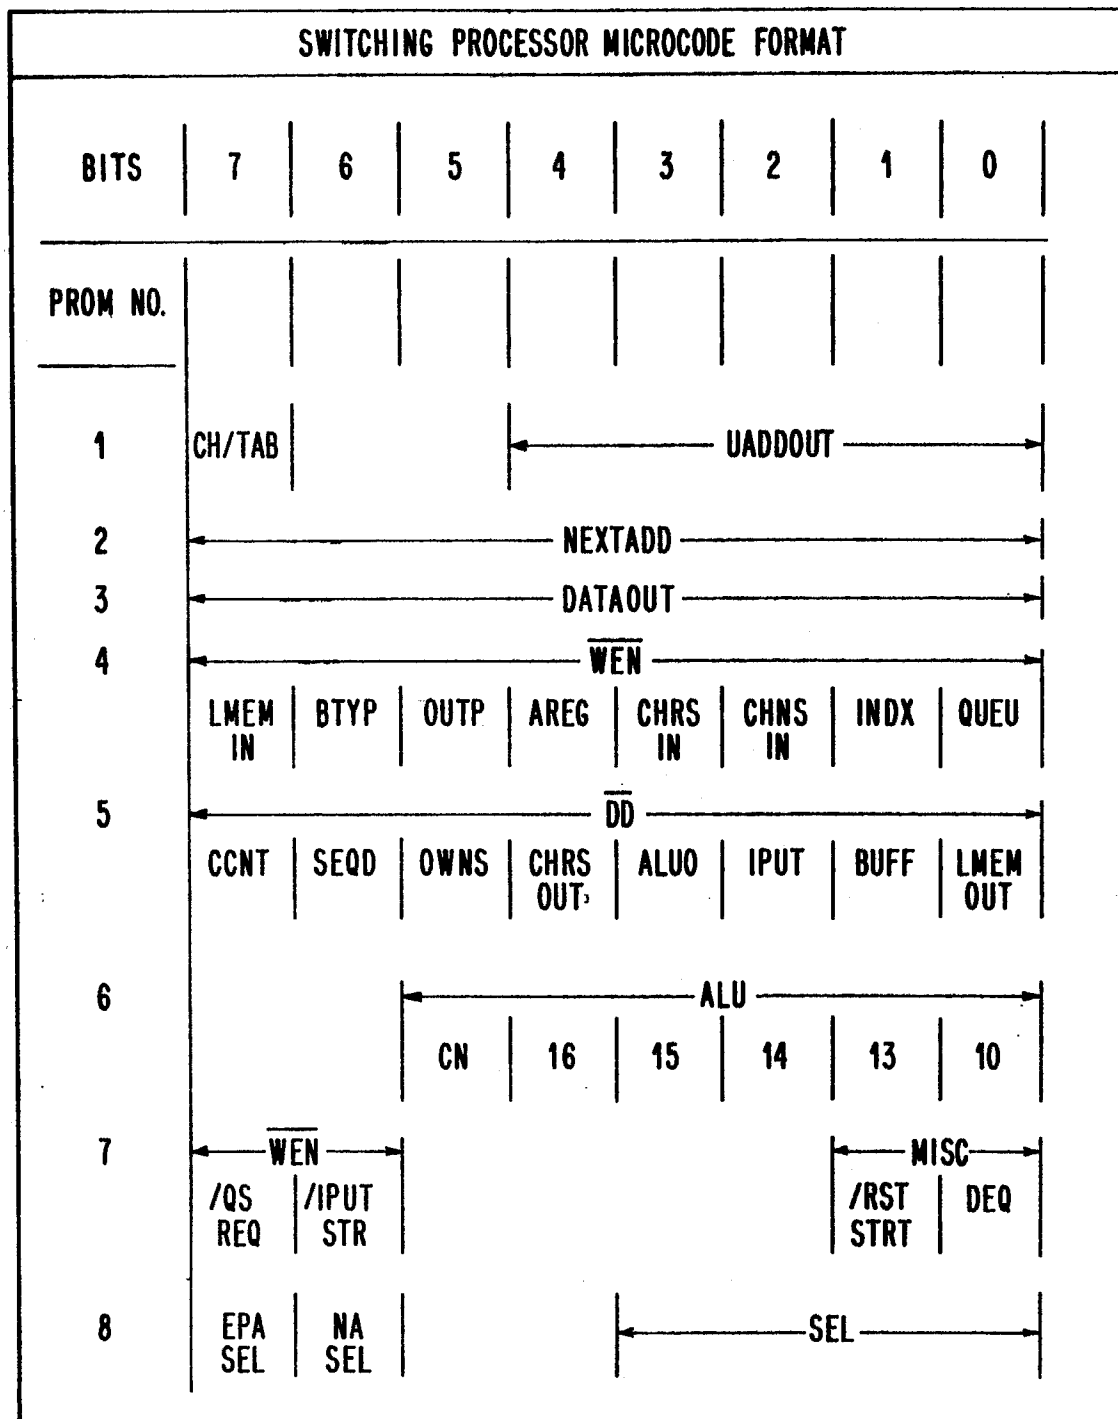 SWITCHING PROCESSOR MICROCODE FORMAT
BITS 7 6 5 4 3 2 1 0
PROM NO.
1 CH/TAB UADDOUT
2 NEXTADD
3 DATAOUT
4 WEN
LMEM BTYP OUTP AREG CHRS CHNS INDX QUEU
IN IN IN
5 DD
CCNT SEQD OWNS CHRS ALUO IPUT BUFF LMEM
OUT OUT
6 ALU
CN 16 15 14 13 10
7 WEN MISC
/QS /IPUT /RST DEQ
REQ STR STRT
8 EPA NA SEL
SEL SEL